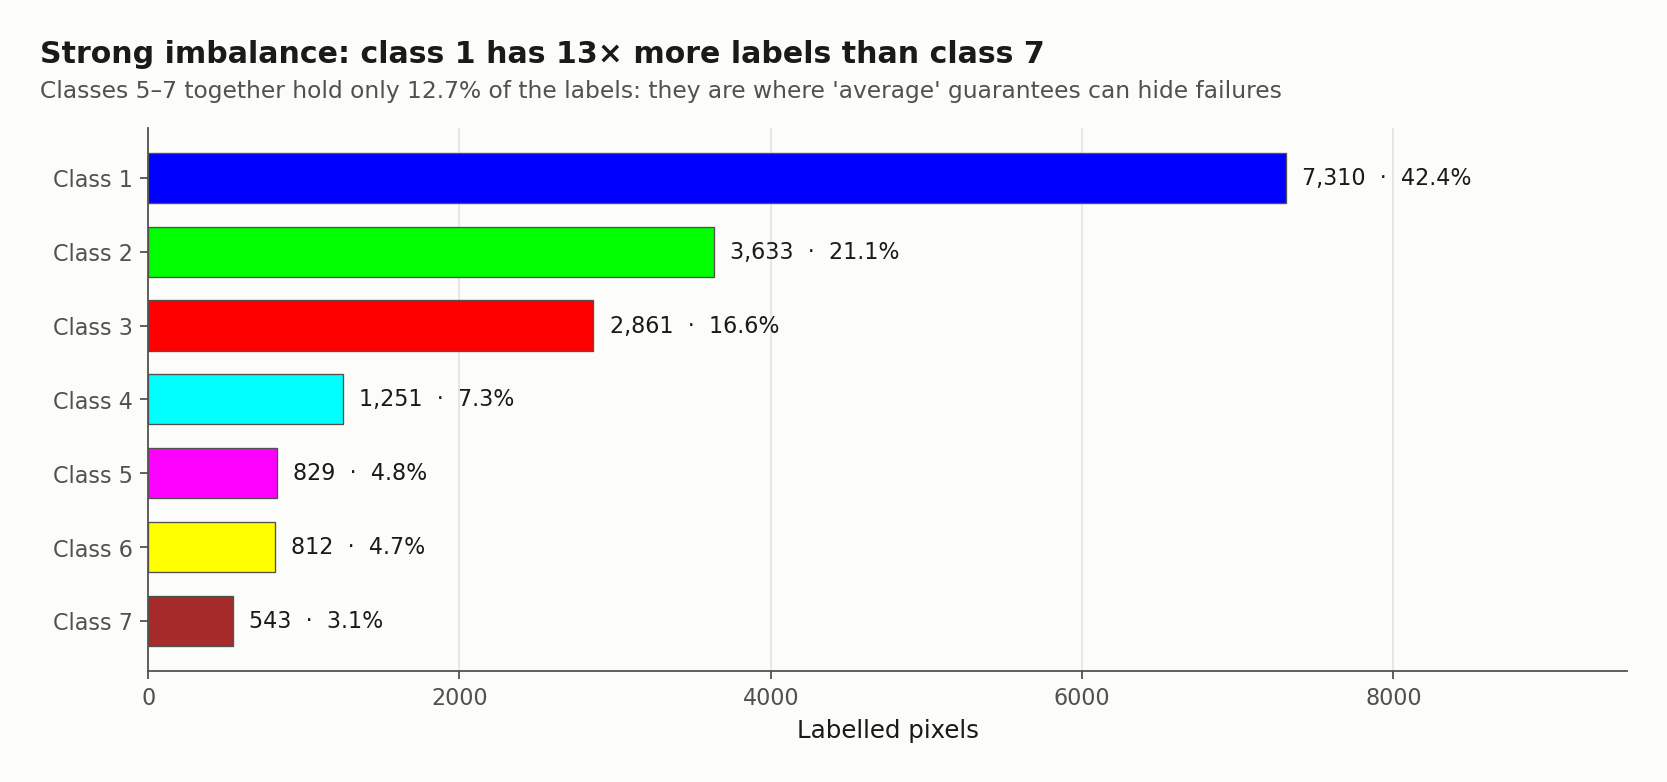 Strong imbalance: class 1 has 13× more labels than class 7
Classes 5–7 together hold only 12.7% of the labels: they are where 'average' guarantees can hide failures
Class 1 7,310 · 42.4%
Class 2 3,633 · 21.1%
Class 3 2,861 · 16.6%
Class 4 1,251 · 7.3%
Class 5 829 · 4.8%
Class 6 812 · 4.7%
Class 7 543 · 3.1%
0 2000 4000 6000 8000
Labelled pixels